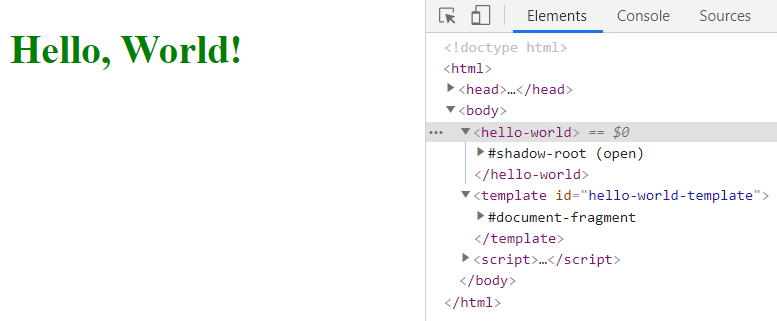 Hello, World!
Elements Console Sources
<!doctype html>
<html>
<head>…</head>
<body>
••• <hello-world> == $0
#shadow-root (open)
</hello-world>
<template id="hello-world-template">
#document-fragment
</template>
<script>…</script>
</body>
</html>